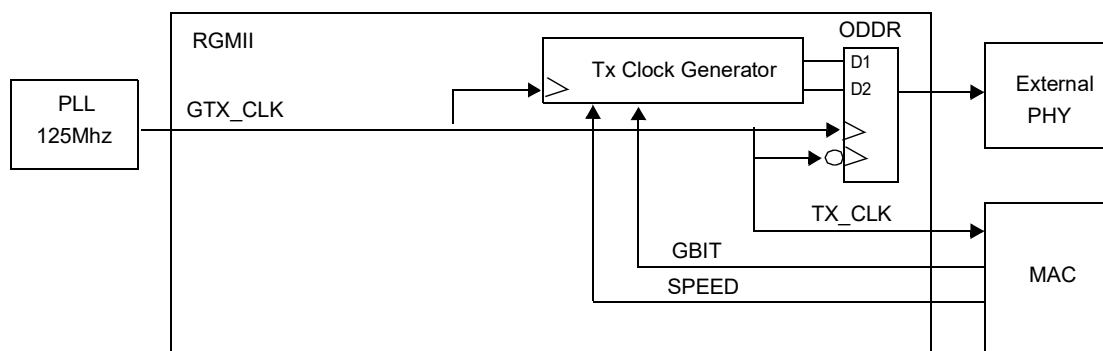 RGMII
ODDR
PLL
125Mhz
GTX_CLK
Tx Clock Generator
D1
D2
External
PHY
TX_CLK
GBIT
SPEED
MAC